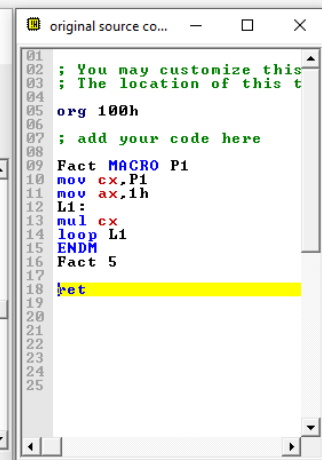 original source co...
01
02 ; You may customize this
03 ; The location of this t
04
05 org 100h
06
07 ; add your code here
08
09 Fact MACRO P1
10 mov cx,P1
11 mov ax,1h
12 L1:
13 mul cx
14 loop L1
15 ENDM
16 Fact 5
17
18 ret
19
20
21
22
23
24
25